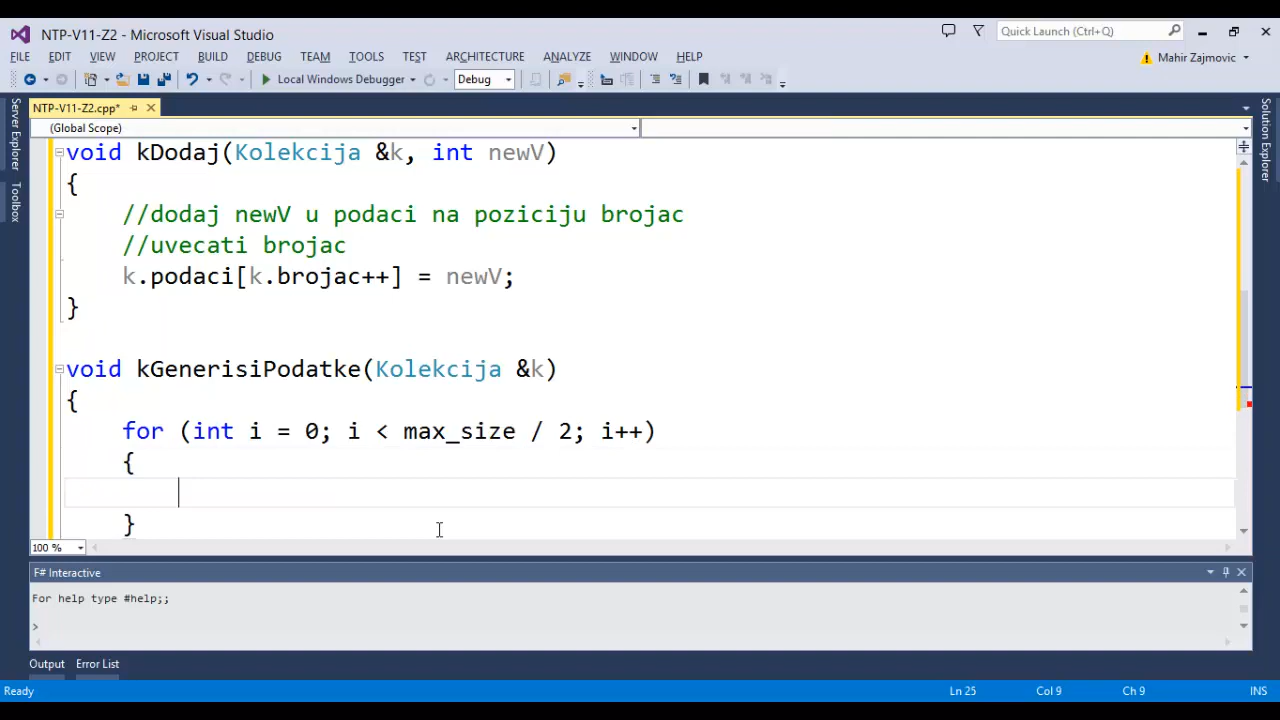 NTP-V11-Z2 - Microsoft Visual Studio
Quick Launch (Ctrl+Q)
FILE EDIT VIEW PROJECT BUILD DEBUG TEAM TOOLS TEST ARCHITECTURE ANALYZE WINDOW HELP
Mahir Zajmovic
Local Windows Debugger
Debug
Server Explorer
Toolbox
Solution Explorer
NTP-V11-Z2.cpp*
(Global Scope)
void kDodaj(Kolekcija &k, int newV)
{
//dodaj newV u podaci na poziciju brojac
//uvecati brojac
k.podaci[k.brojac++] = newV;
}
void kGenerisiPodatke(Kolekcija &k)
{
for (int i = 0; i < max_size / 2; i++)
{
}
100 %
F# Interactive
For help type #help;;
>
Output Error List
Ready Ln 25 Col 9 Ch 9 INS